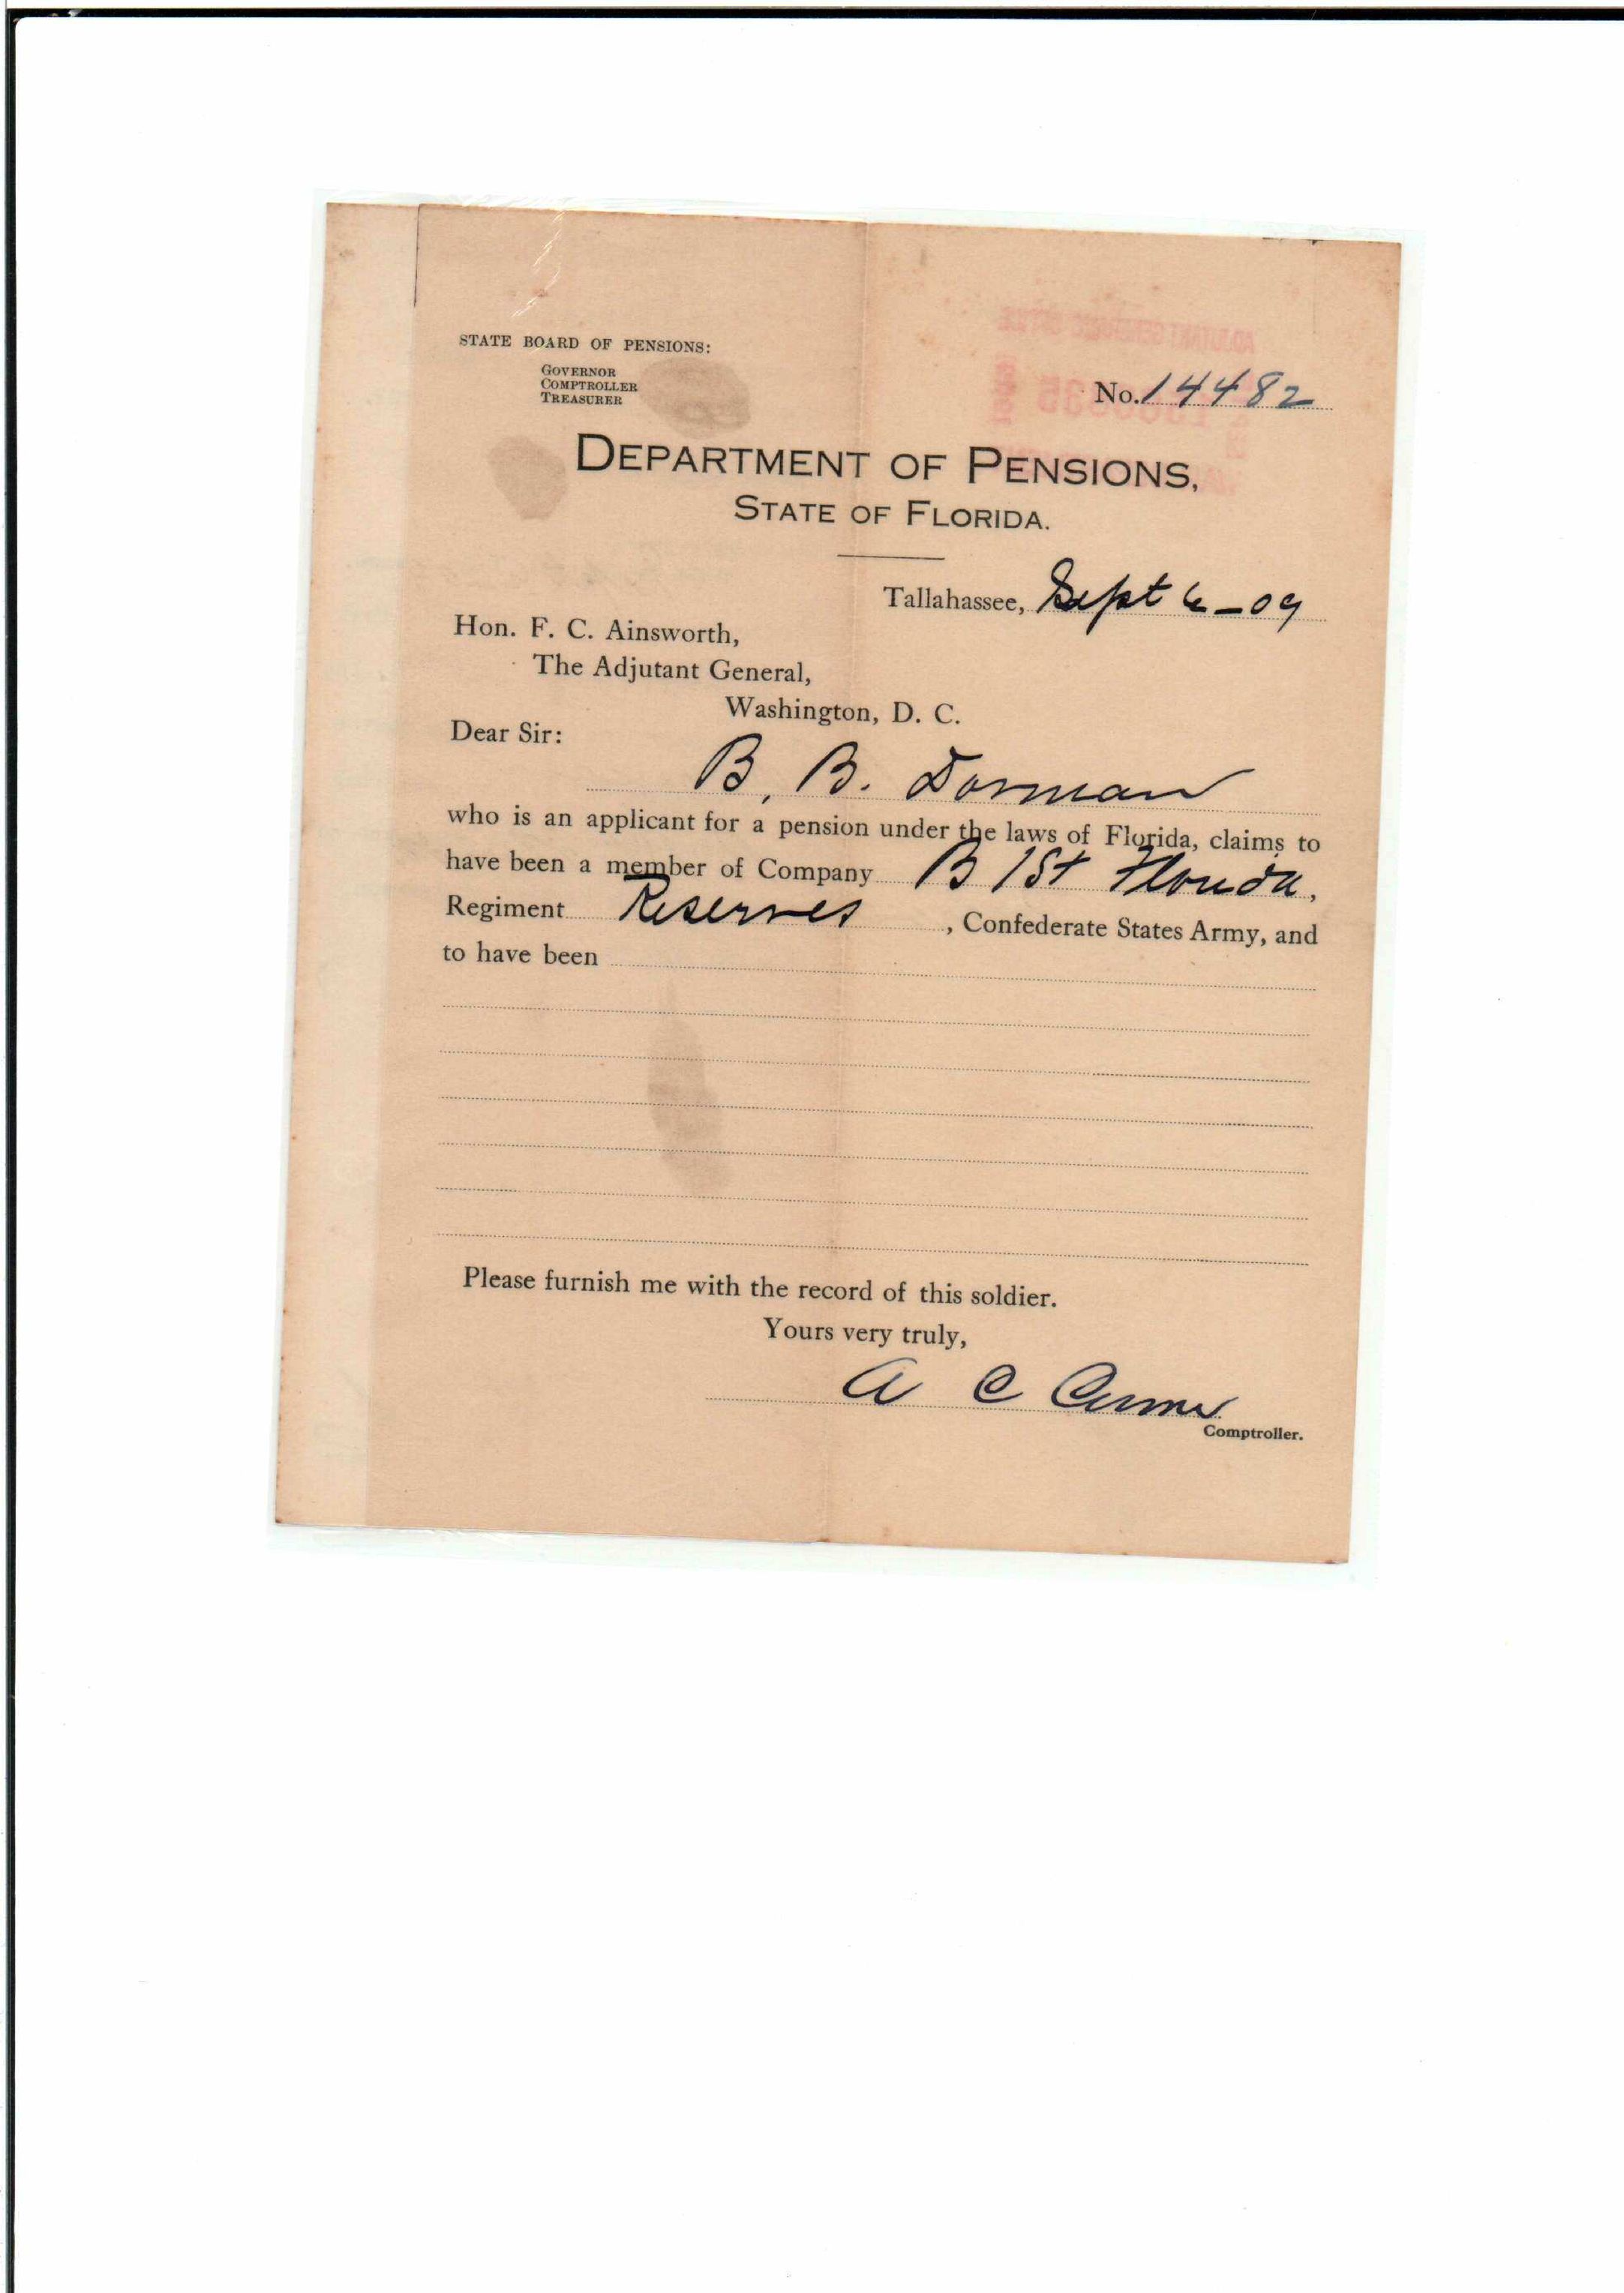 STATE BOARD OF PENSIONS:
GOVERNOR
COMPTROLLER
TREASURER
No. 14482
DEPARTMENT OF PENSIONS,
STATE OF FLORIDA.
Tallahassee, Sept 6-09
Hon. F. C. Ainsworth,
The Adjutant General,
Washington, D. C.
Dear Sir:
B. B. Dorman
who is an applicant for a pension under the laws of Florida, claims to
have been a member of Company B 1st Florida,
Regiment Reserves, Confederate States Army, and
to have been
Please furnish me with the record of this soldier.
Yours very truly,
A C
Comptroller.